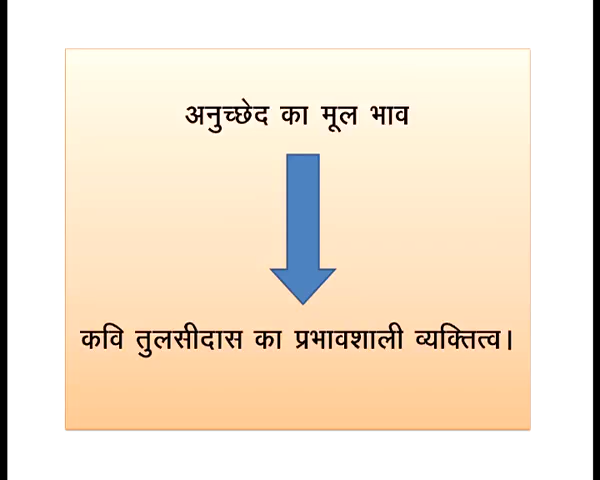 अनुच्छेद का मूल भाव
कवि तुलसीदास का प्रभावशाली व्यक्तित्व।